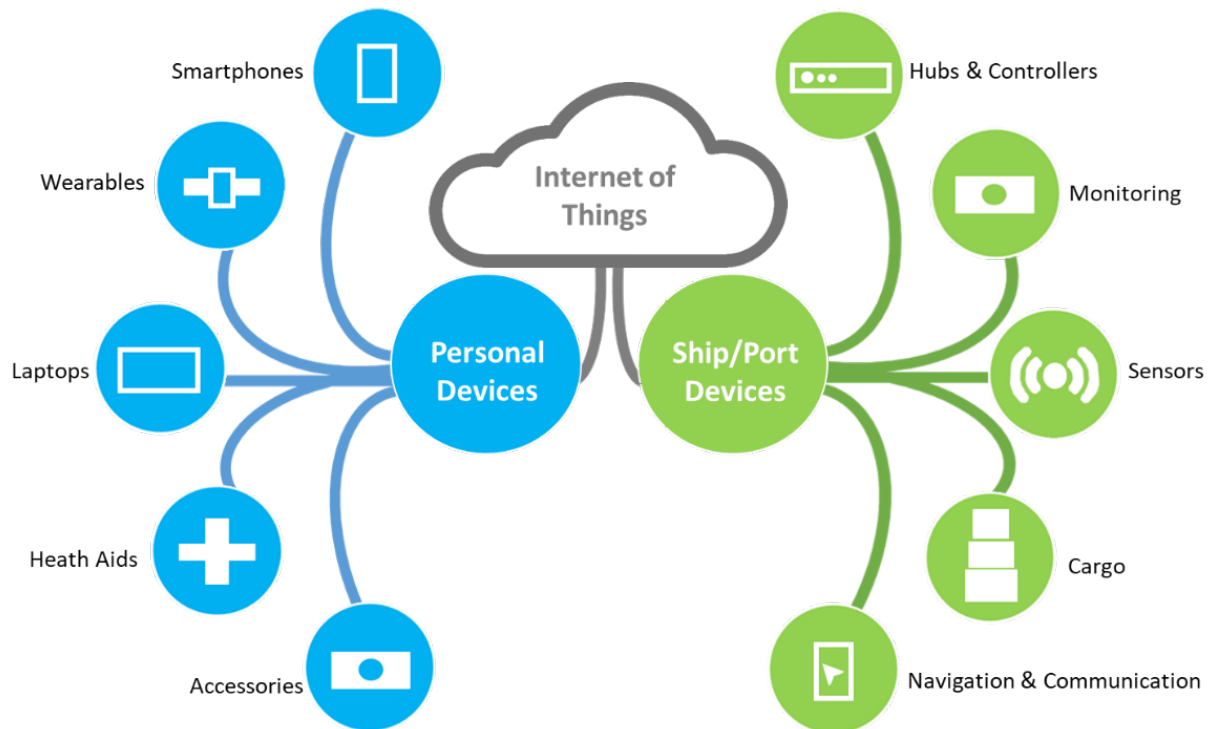 Smartphones
Hubs & Controllers
Internet of
Things
Wearables
Monitoring
Personal
Devices
Ship/Port
Devices
Laptops
Sensors
Heath Aids
Cargo
Accessories
Navigation & Communication